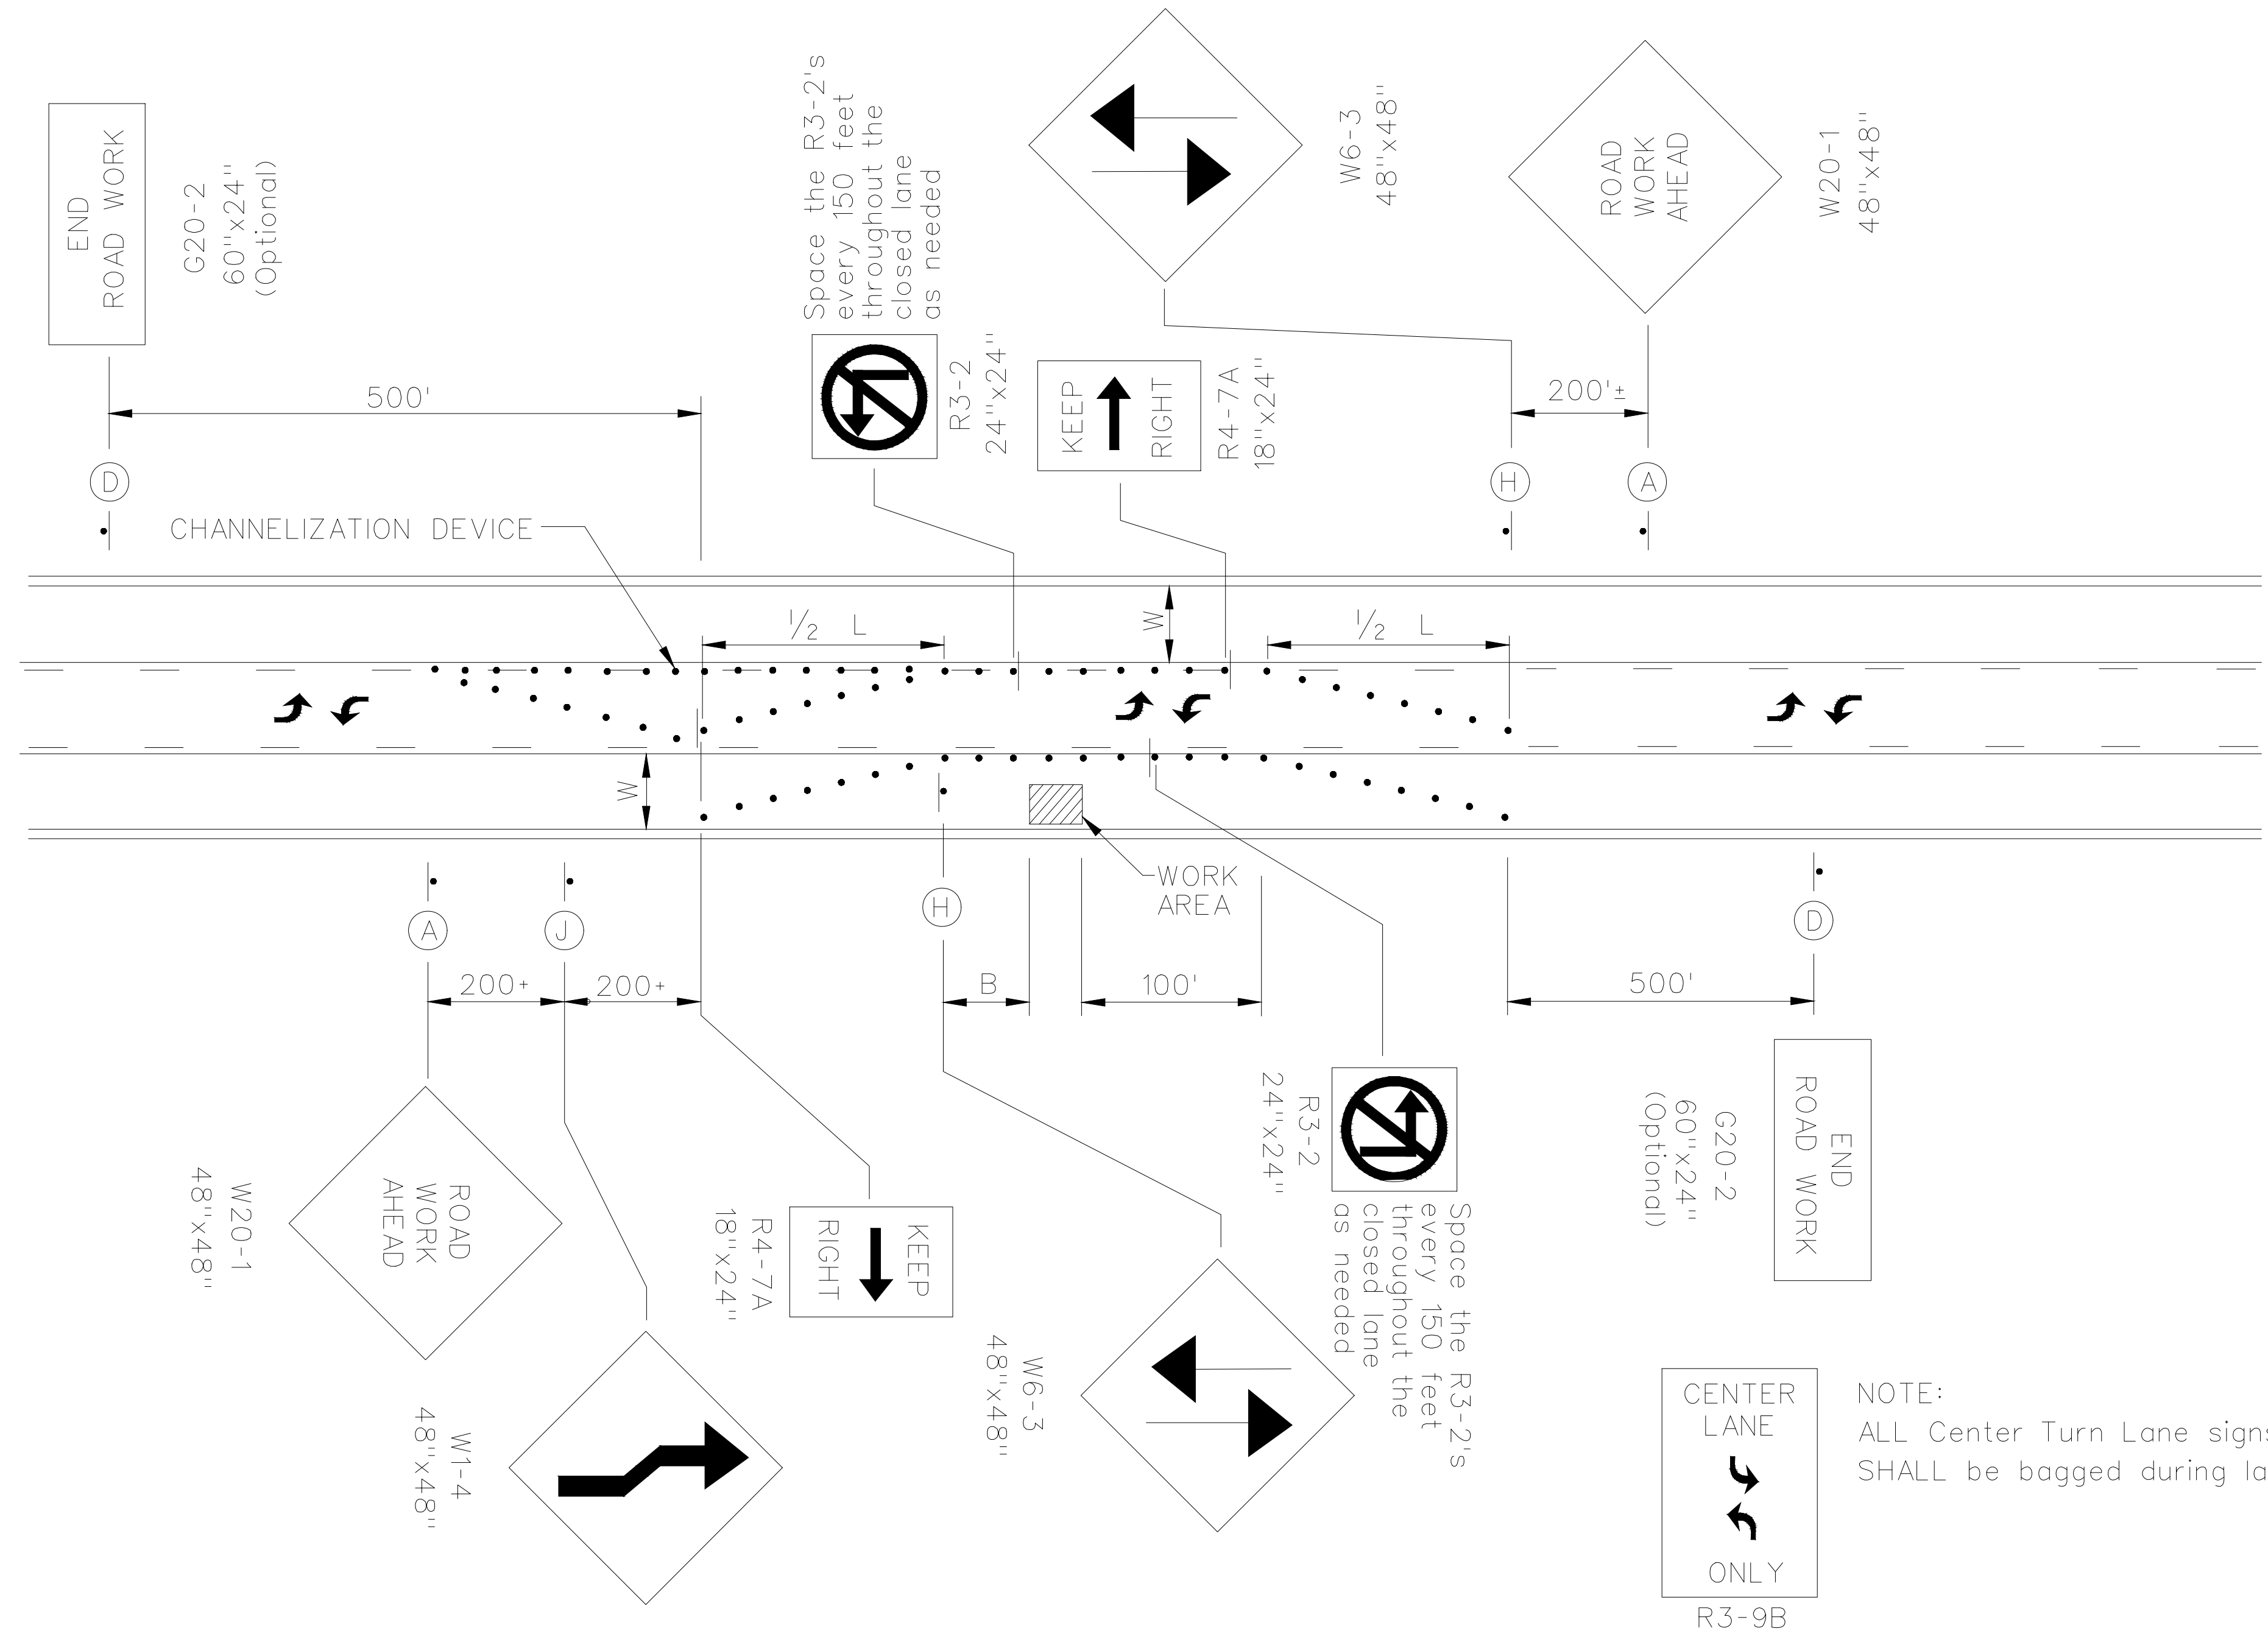 END
ROAD WORK
G20-2
60"x24"
(Optional)
Space the R3-2's
every 150 feet
throughout the
closed lane
as needed
R3-2
24"x24"
KEEP
RIGHT
R4-7A
18"x24"
W6-3
48"x48"
ROAD
WORK
AHEAD
W20-1
48"x48"
500'
200'±
D
H
A
CHANNELIZATION DEVICE
1/2 L
W
1/2 L
W
WORK
AREA
A
J
H
D
200+
200+
B
100'
500'
ROAD
WORK
AHEAD
W20-1
48"x48"
W1-4
48"x48"
KEEP
RIGHT
R4-7A
18"x24"
W6-3
48"x48"
R3-2
24"x24"
Space the R3-2's
every 150 feet
throughout the
closed lane
as needed
END
ROAD WORK
G20-2
60"x24"
(Optional)
CENTER
LANE
ONLY
R3-9B
NOTE:
ALL Center Turn Lane signs
SHALL be bagged during la